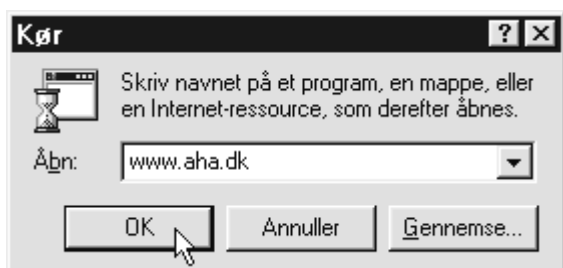 Kør
Skriv navnet på et program, en mappe, eller
en Internet-ressource, som derefter åbnes.
Åbn: www.aha.dk
OK Annuller Gennemse...